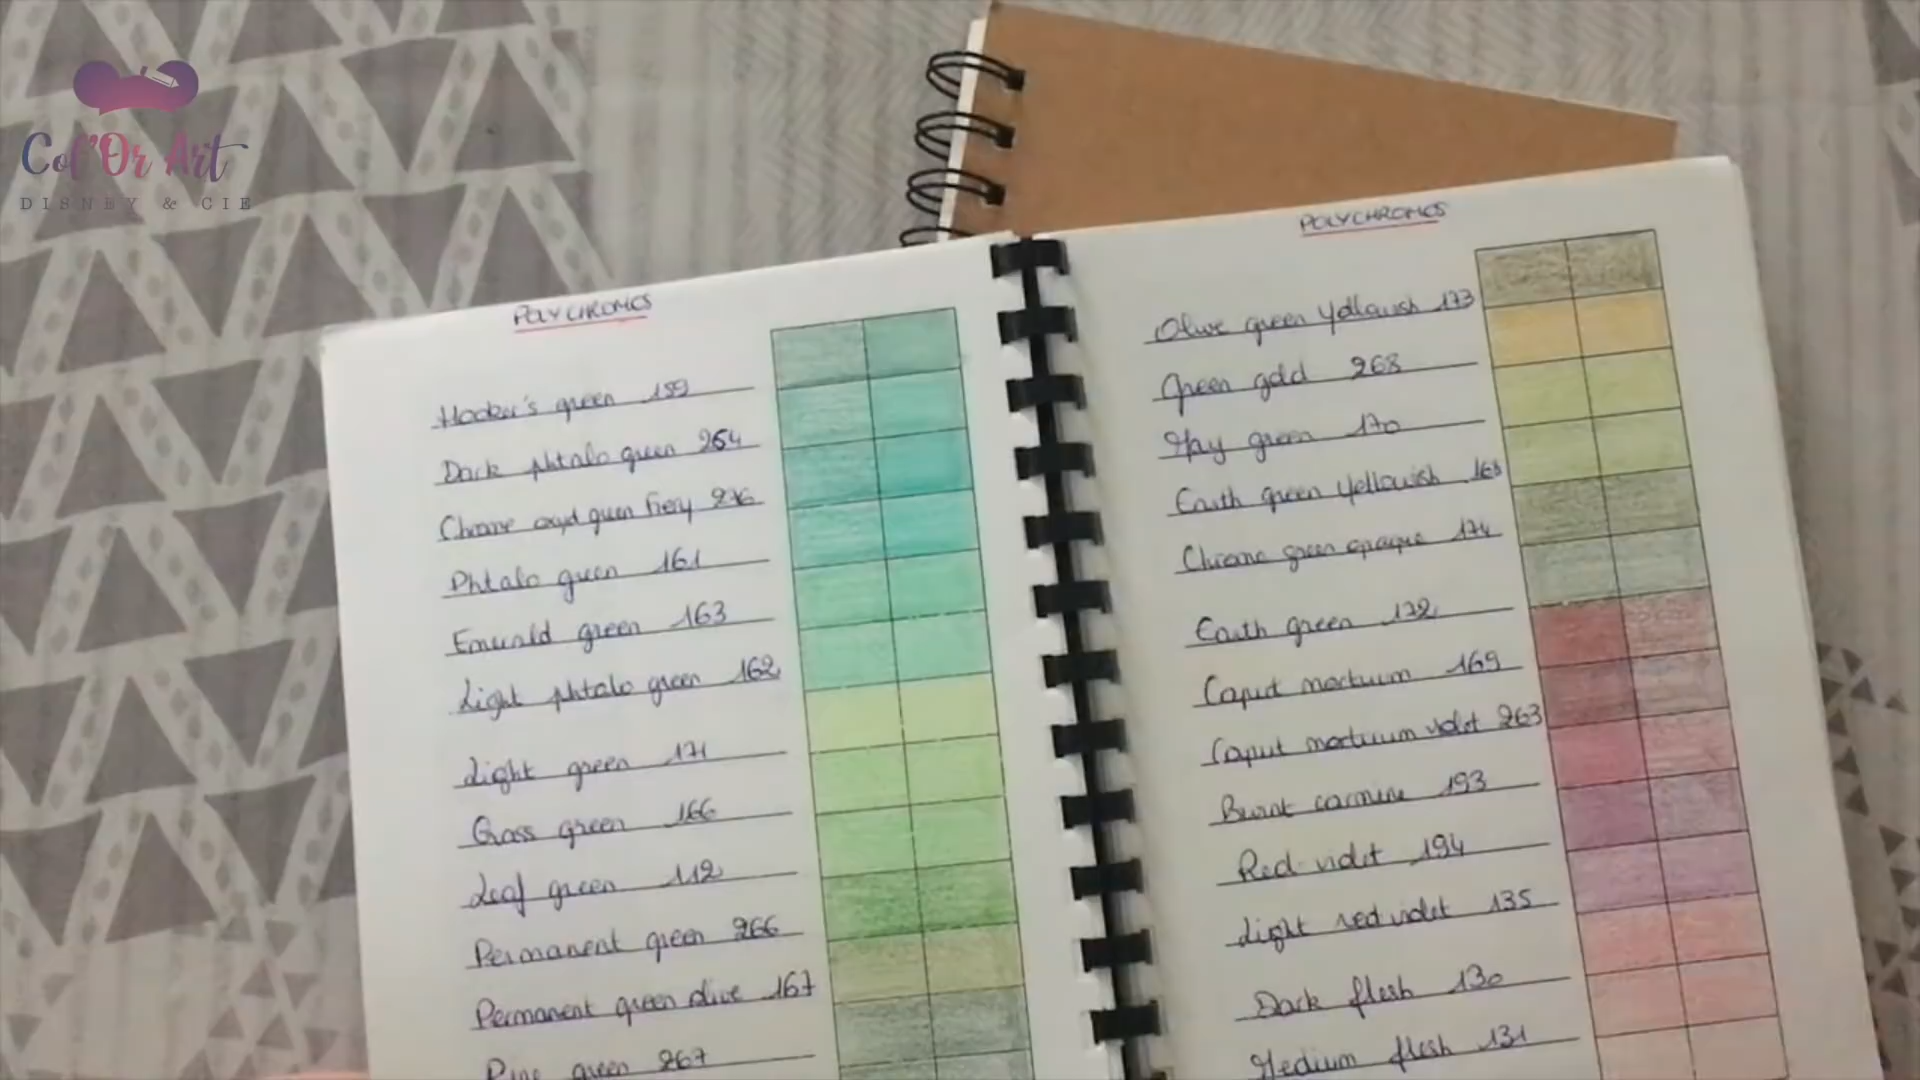 Col'Or Art
DISNEY & CIE
POLYCHROMOS
Hooker's green 159
Dark phtalo green 264
Chrome oxyd green fiery 276
Phtalo green 161
Emerald green 163
Light phtalo green 162
Light green 171
Grass green 166
Leaf green 112
Permanent green 266
Permanent green olive 167
Pine green 267
POLYCHROMOS
Olive green yellowish 173
Green gold 268
May green 170
Earth green yellowish 168
Chrome green opaque 174
Earth green 172
Caput mortuum 169
Caput mortuum violet 263
Burnt carmine 193
Red-violet 194
Light red violet 135
Dark flesh 130
Medium flesh 131